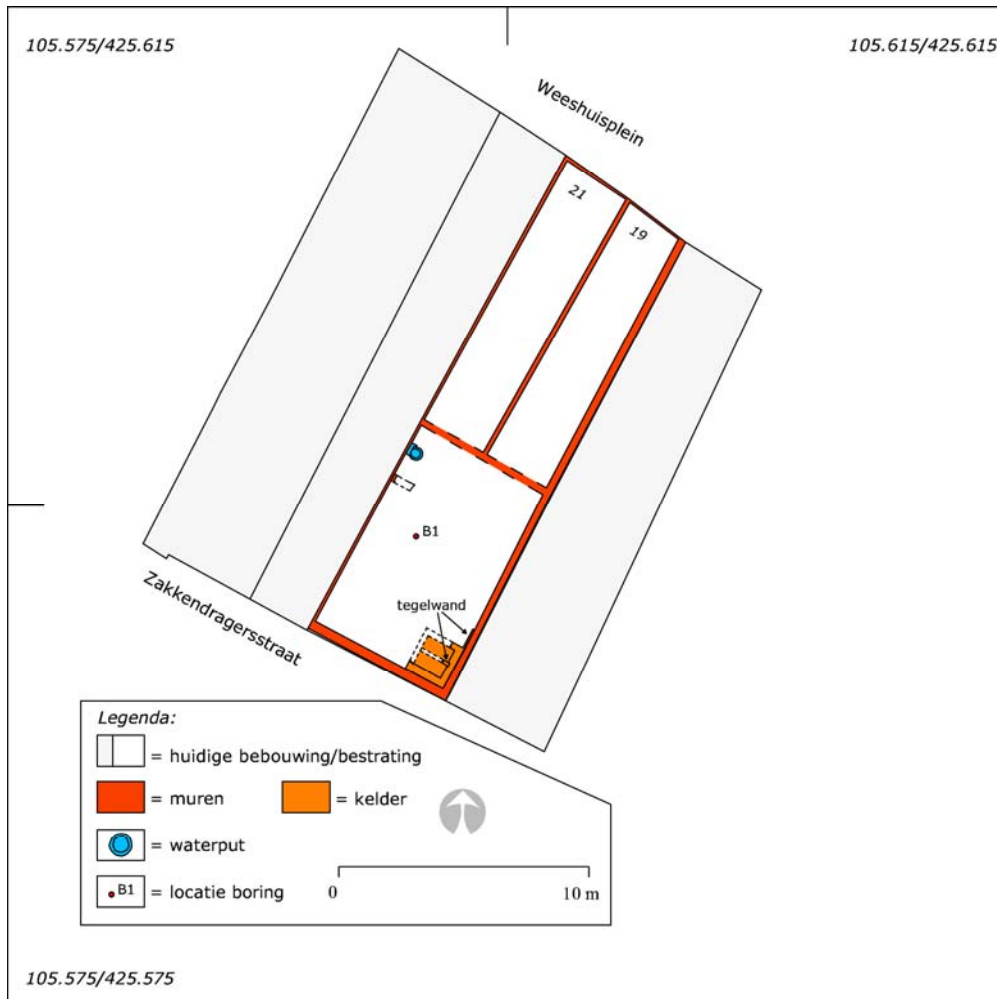 105.575/425.615
105.615/425.615
Weeshuisplein
21
19
B1
tegelwand
Zakkendragersstraat
Legenda:
= huidige bebouwing/bestrating
= muren
= kelder
= waterput
B1 = locatie boring
0
10 m
105.575/425.575